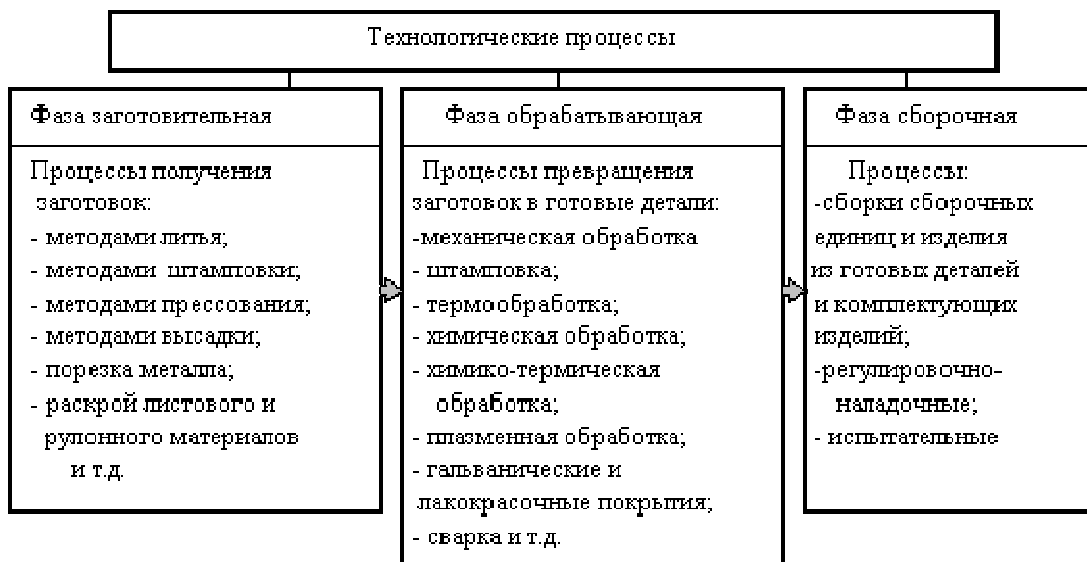 Технологические процессы
Фаза заготовительная
Процессы получения
заготовок:
- методами литья;
- методами штамповки;
- методами прессования;
- методами высадки;
- порезка металла;
- раскрой листового и
рулонного материалов
и т.д.
Фаза обрабатывающая
Процессы превращения
заготовок в готовые детали:
-механическая обработка
- штамповка;
- термообработка;
- химическая обработка;
- химико-термическая
обработка;
- плазменная обработка;
- гальванические и
лакокрасочные покрытия;
- сварка и т.д.
Фаза сборочная
Процессы:
-сборки сборочных
единиц и изделия
из готовых деталей
и комплектующих
изделий;
-регулировочно-
наладочные;
- испытательные